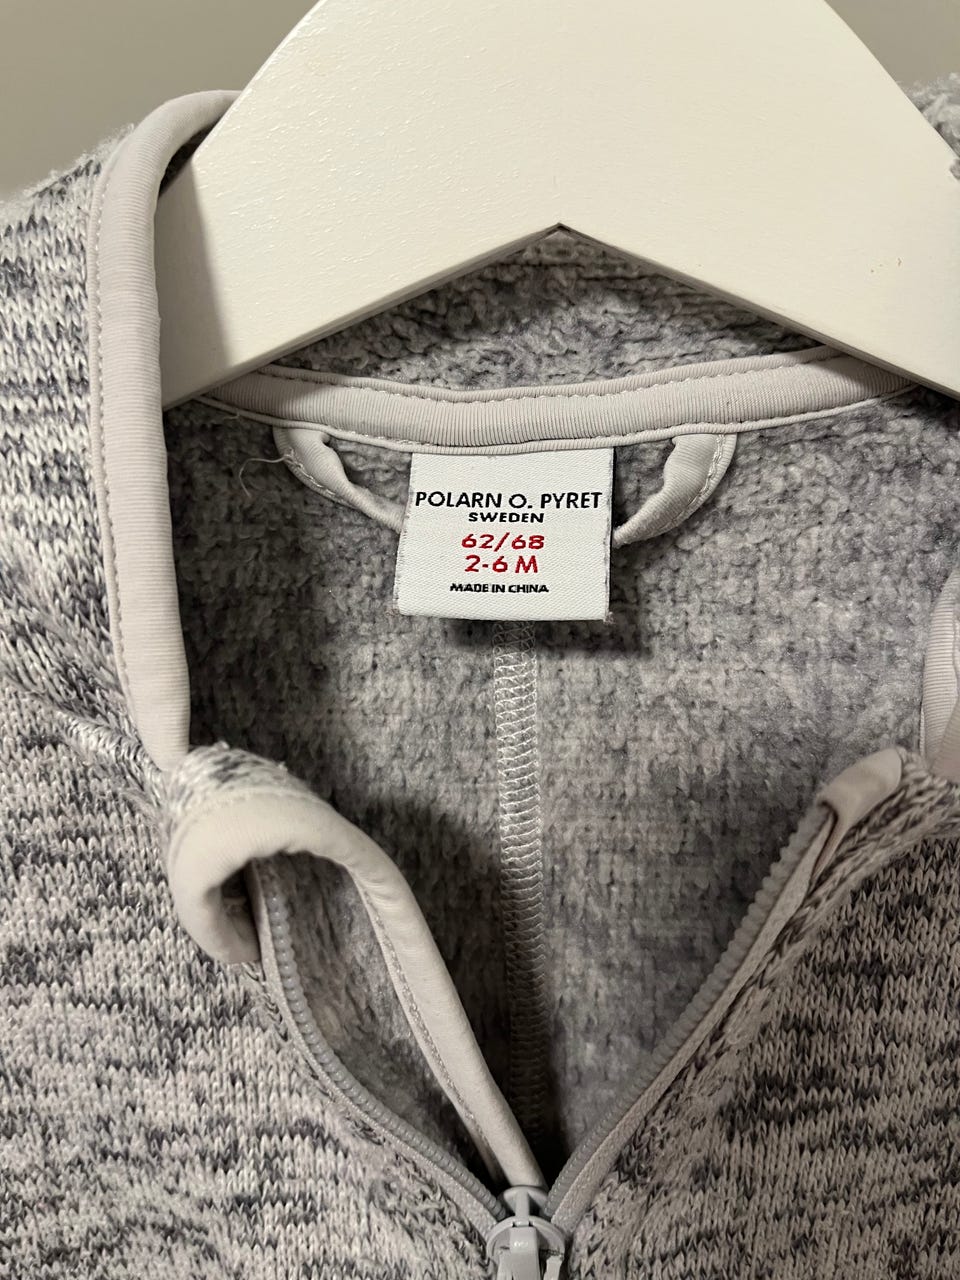 POLARN O. PYRET
SWEDEN
62/68
2-6 M
MADE IN CHINA